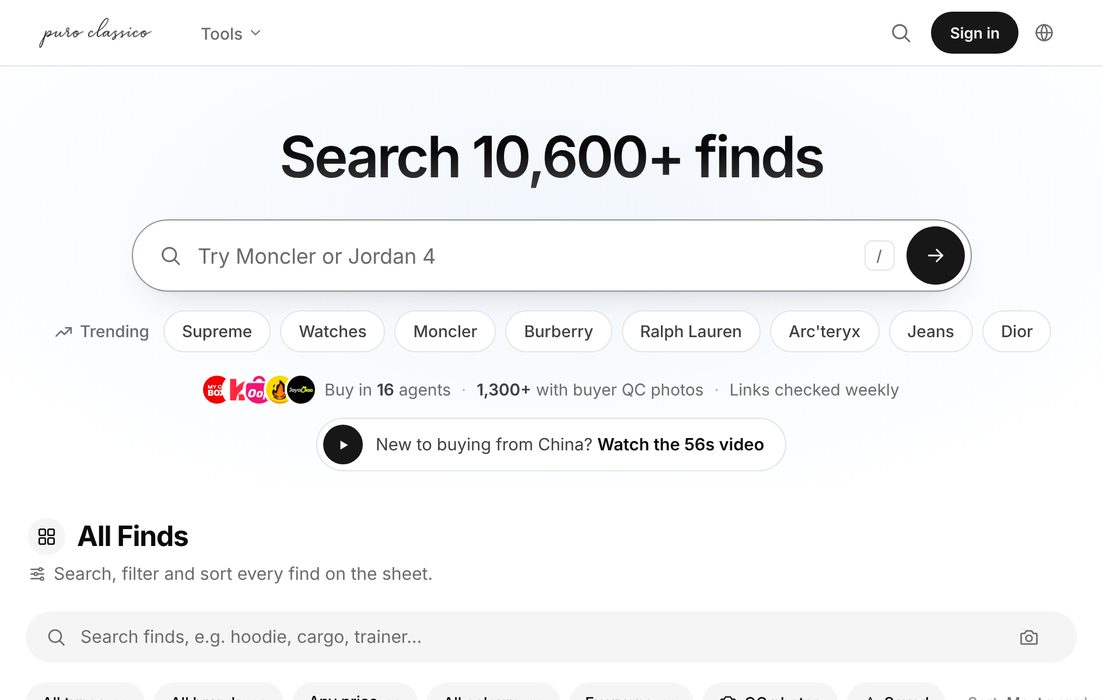 puro classico
Tools
Sign in
Search 10,600+ finds
Try Moncler or Jordan 4
/
Trending
Supreme
Watches
Moncler
Burberry
Ralph Lauren
Arc'teryx
Jeans
Dior
Buy in 16 agents · 1,300+ with buyer QC photos · Links checked weekly
New to buying from China? Watch the 56s video
All Finds
Search, filter and sort every find on the sheet.
Search finds, e.g. hoodie, cargo, trainer...
Any price